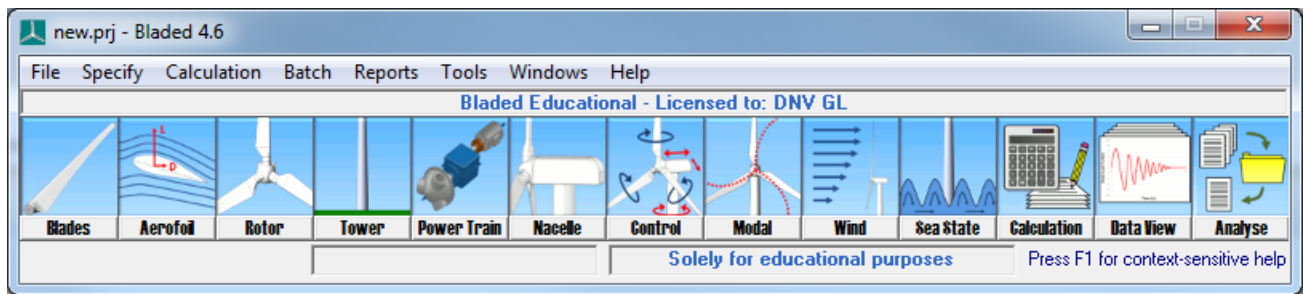 new.prj - Bladed 4.6
File Specify Calculation Batch Reports Tools Windows Help
Bladed Educational - Licensed to: DNV GL
L
D
Blades Aerofoil Rotor Tower Power Train Nacelle Control Modal Wind Sea State Calculation Data View Analyse
Solely for educational purposes Press F1 for context-sensitive help